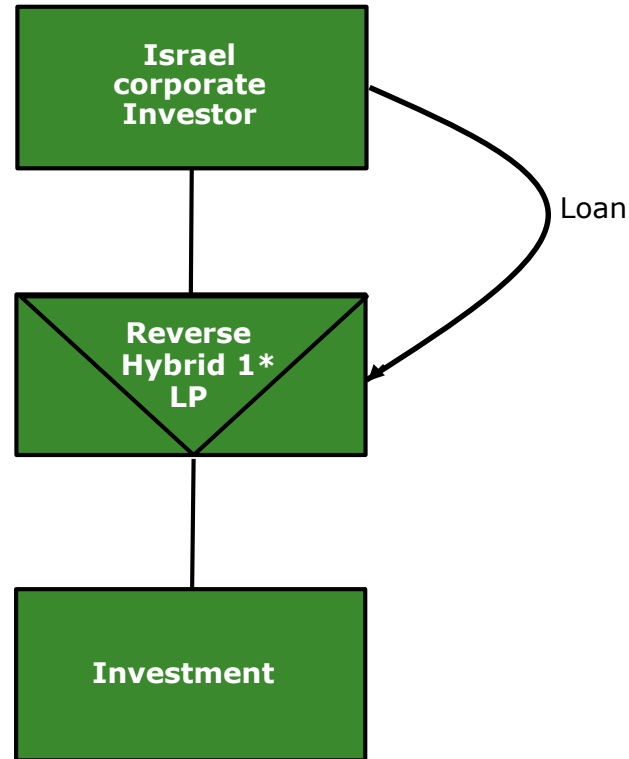 Israel
corporate
Investor
Loan
Reverse
Hybrid 1*
LP
Investment